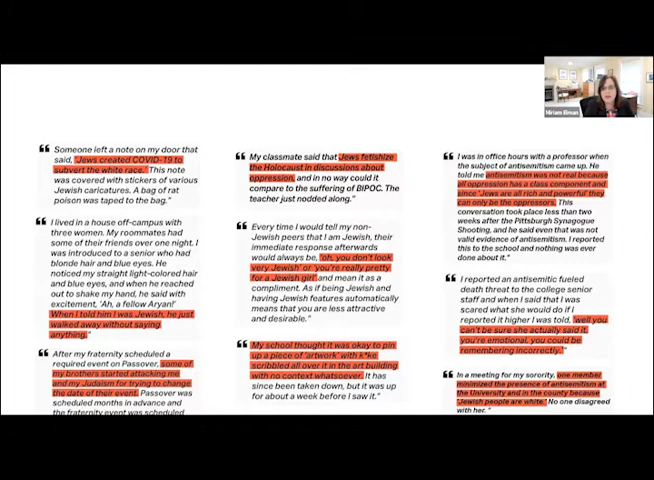 Miriam Elman
“ Someone left a note on my door that
said, "Jews created COVID-19 to
subvert the white race." This note
was covered with stickers of various
Jewish caricatures. A bag of rat
poison was taped to the bag."
“ I lived in a house off-campus with
three women. My roommates had
some of their friends over one night. I
was introduced to a senior who had
blonde hair and blue eyes. He
noticed my straight light-colored hair
and blue eyes, and when he reached
out to shake my hand, he said with
excitement, 'Ah, a fellow Aryan!'
When I told him I was Jewish, he just
walked away without saying
anything."
“ After my fraternity scheduled a
required event on Passover, some of
my brothers started attacking me
and my Judaism for trying to change
the date of their event. Passover was
scheduled months in advance and
the fraternity event was scheduled
“ My classmate said that Jews fetishize
the Holocaust in discussions about
oppression, and in no way could it
compare to the suffering of BIPOC. The
teacher just nodded along."
“ Every time I would tell my non-
Jewish peers that I am Jewish, their
immediate response afterwards
would always be, 'oh, you don't look
very Jewish' or 'you're really pretty
for a Jewish girl' and mean it as a
compliment. As if being Jewish and
having Jewish features automatically
means that you are less attractive
and desirable."
“ My school thought it was okay to pin
up a piece of 'artwork' with k*ke
scribbled all over it in the art building
with no context whatsoever. It has
since been taken down, but it was up
for about a week before I saw it."
“ I was in office hours with a professor when
the subject of antisemitism came up. He
told me antisemitism was not real because
all oppression has a class component and
since 'Jews are all rich and powerful' they
can only be the oppressors. This
conversation took place less than two
weeks after the Pittsburgh Synagogue
Shooting, and he said even that was not
valid evidence of antisemitism. I reported
this to the school and nothing was ever
done about it."
“ I reported an antisemitic fueled
death threat to the college senior
staff and when I said that I was
scared what she would do if I
reported it higher I was told, 'well you
can't be sure she actually said it,
you're emotional, you could be
remembering incorrectly.'"
“ In a meeting for my sorority, one member
minimized the presence of antisemitism at
the University and in the county because
'Jewish people are white.' No one disagreed
with her."